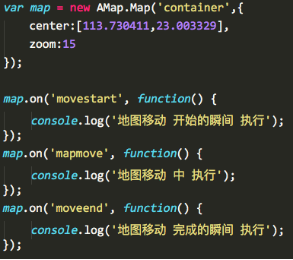 var map = new AMap.Map('container',{
center:[113.730411,23.003329],
zoom:15
});
map.on('movestart', function() {
console.log('地图移动 开始的瞬间 执行');
});
map.on('mapmove', function() {
console.log('地图移动 中 执行');
});
map.on('moveend', function() {
console.log('地图移动 完成的瞬间 执行');
});